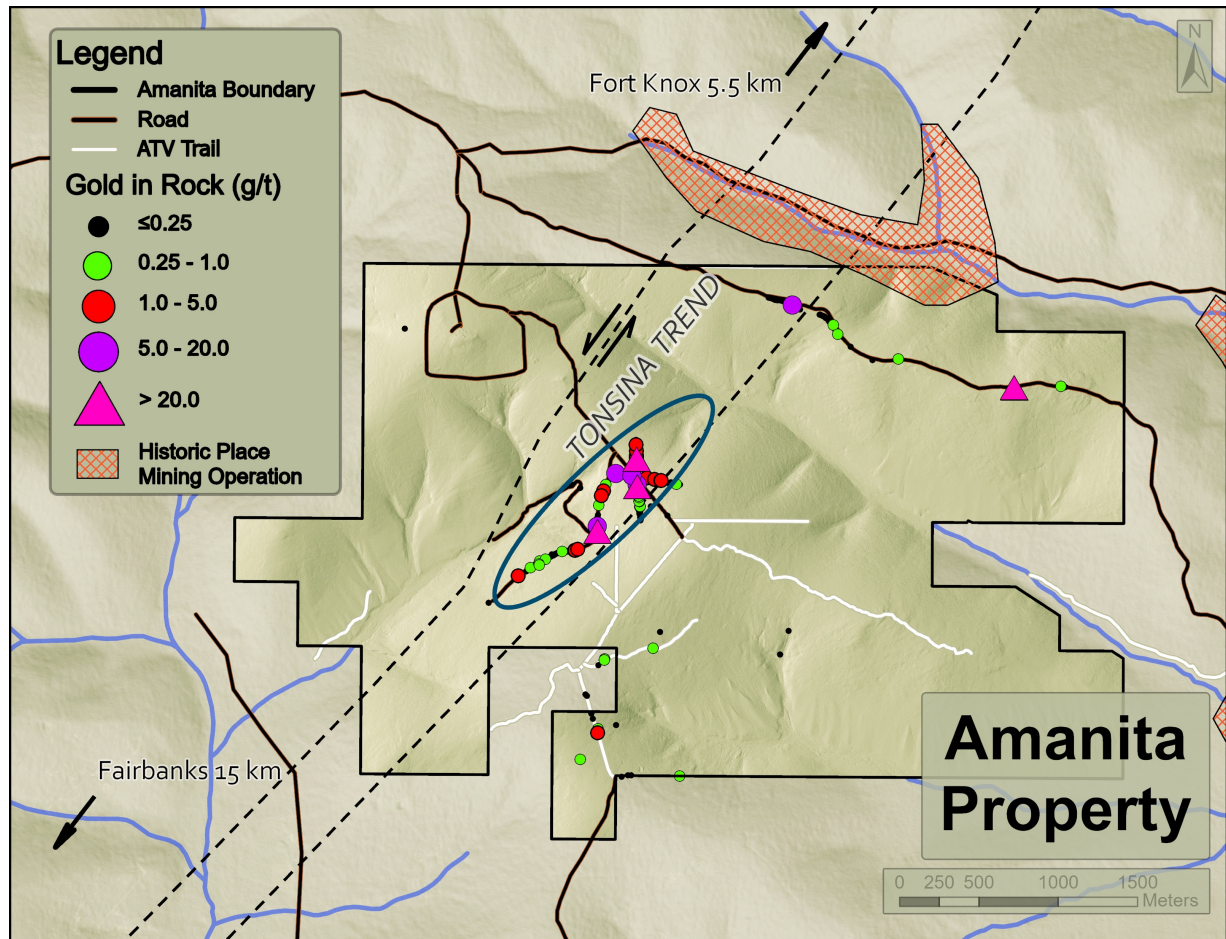 Legend
Amanita Boundary
Road
ATV Trail
Gold in Rock (g/t)
≤0.25
0.25 - 1.0
1.0 - 5.0
5.0 - 20.0
> 20.0
Historic Place
Mining Operation
Fort Knox 5.5 km
N
TONSINA TREND
Fairbanks 15 km
Amanita
Property
0 250 500 1000 1500
Meters